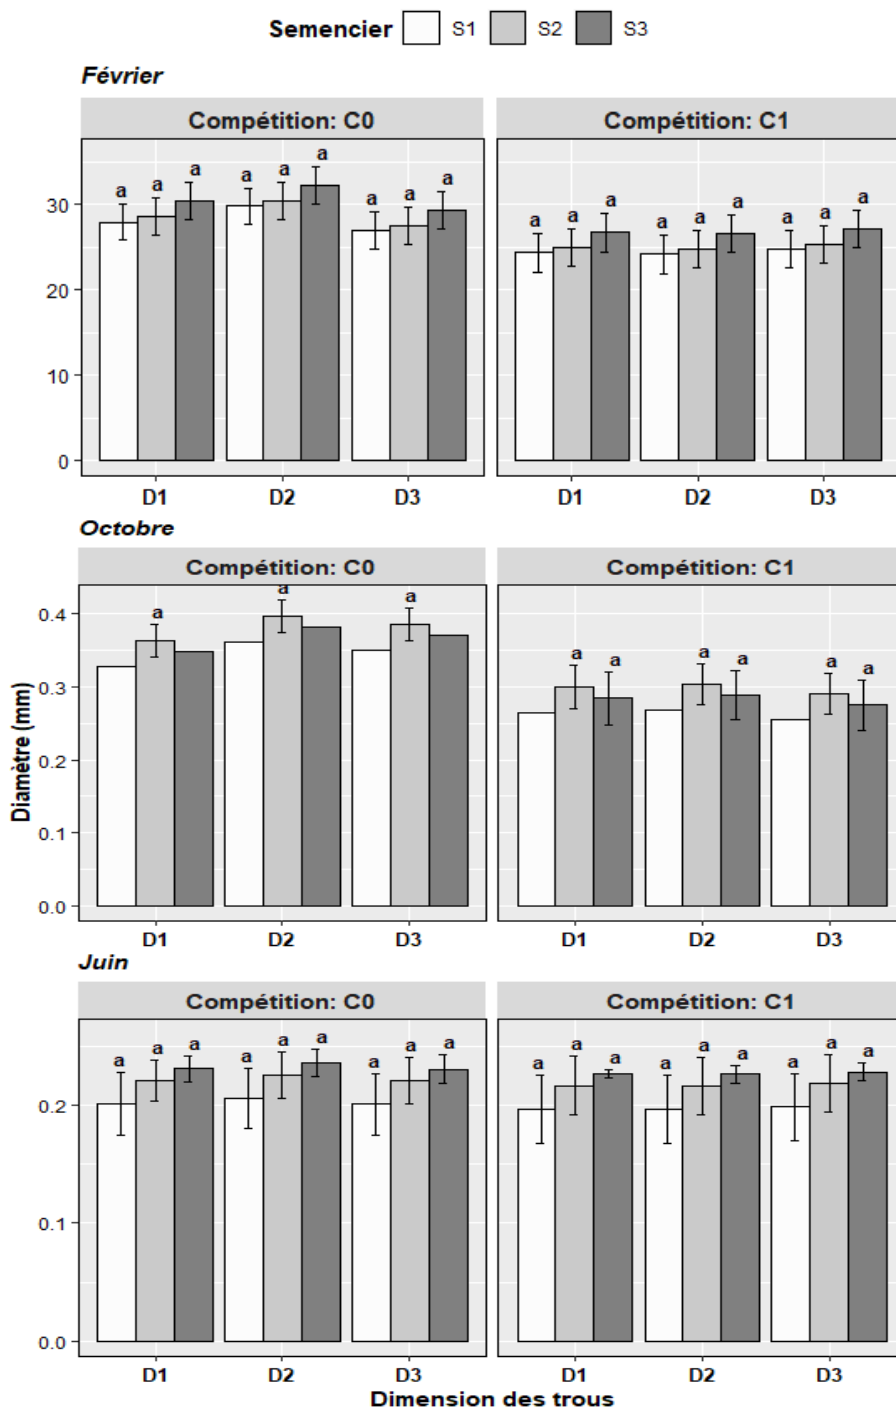 Semencier S1 S2 S3
Février
Compétition: C0 Compétition: C1
a a a a a a a a a
a a a a a a a a a
30
20
10
0
D1 D2 D3 D1 D2 D3
Octobre
Compétition: C0 Compétition: C1
a a a
a a a a a a
0.4
0.3
0.2
0.1
0.0
D1 D2 D3 D1 D2 D3
Diamètre (mm)
Juin
Compétition: C0 Compétition: C1
a a a a a a a a a
a a a a a a a a a
0.2
0.1
0.0
D1 D2 D3 D1 D2 D3
Dimension des trous